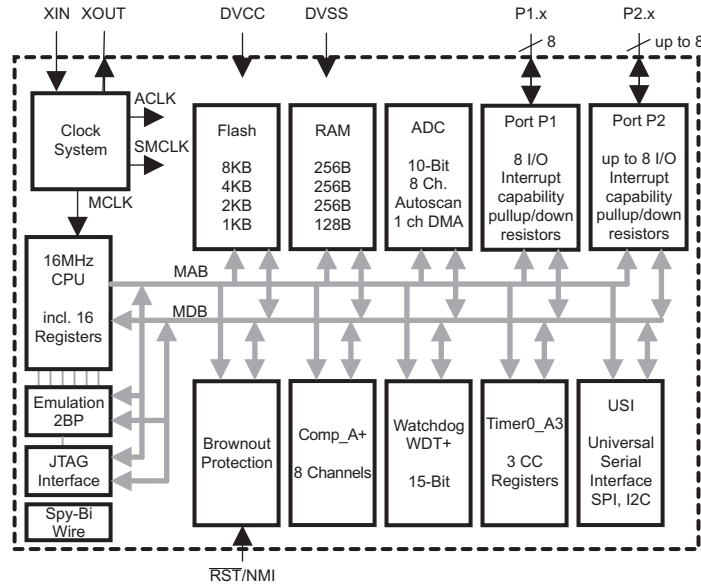 XIN XOUT DVCC DVSS P1.x P2.x
8 up to 8
ACLK
SMCLK
MCLK
Clock
System
Flash
8KB
4KB
2KB
1KB
RAM
256B
256B
256B
128B
ADC
10-Bit
8 Ch.
Autoscan
1 ch DMA
Port P1
8 I/O
Interrupt
capability
pullup/down
resistors
Port P2
up to 8 I/O
Interrupt
capability
pullup/down
resistors
16MHz
CPU
incl. 16
Registers
MAB
MDB
Emulation
2BP
JTAG
Interface
Spy-Bi
Wire
Brownout
Protection
Comp_A+
8 Channels
Watchdog
WDT+
15-Bit
Timer0_A3
3 CC
Registers
USI
Universal
Serial
Interface
SPI, I2C
RST/NMI